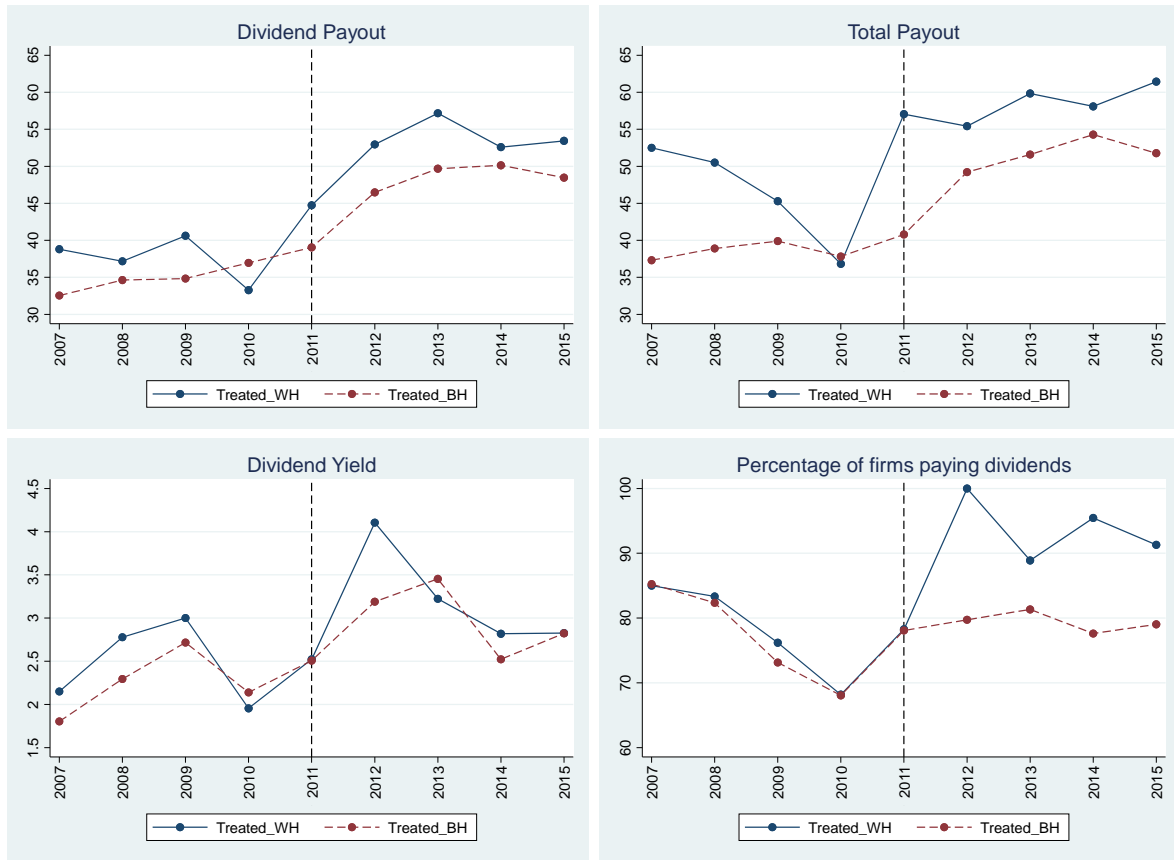 Dividend Payout
65
60
55
50
45
40
35
30
2007 2008 2009 2010 2011 2012 2013 2014 2015
Treated_WH Treated_BH
Total Payout
65
60
55
50
45
40
35
30
2007 2008 2009 2010 2011 2012 2013 2014 2015
Treated_WH Treated_BH
Dividend Yield
4.5
4
3.5
3
2.5
2
1.5
2007 2008 2009 2010 2011 2012 2013 2014 2015
Treated_WH Treated_BH
Percentage of firms paying dividends
100
90
80
70
60
2007 2008 2009 2010 2011 2012 2013 2014 2015
Treated_WH Treated_BH